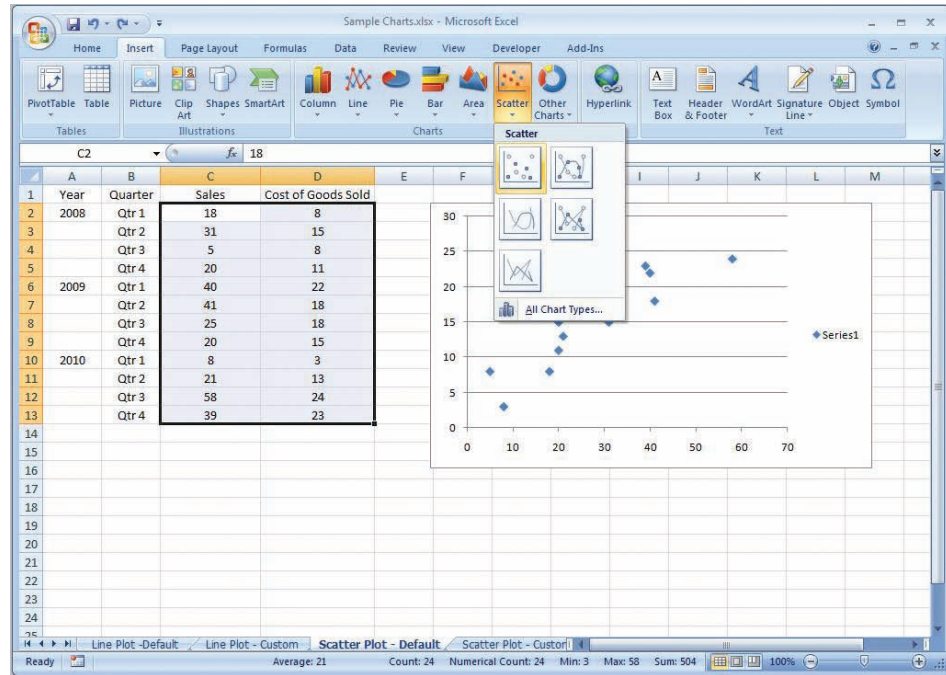 Sample Charts.xlsx - Microsoft Excel
Home Insert Page Layout Formulas Data Review View Developer Add-Ins
PivotTable Table Picture Clip Art Shapes SmartArt Column Line Pie Bar Area Scatter Other Charts Hyperlink Text Box Header & Footer WordArt Signature Line Object Symbol
Tables Illustrations Charts Text
Scatter
C2 fx 18
A B C D E F I J K L M
1 Year Quarter Sales Cost of Goods Sold
2 2008 Qtr 1 18 8
3 Qtr 2 31 15
4 Qtr 3 5 8
5 Qtr 4 20 11
6 2009 Qtr 1 40 22
7 Qtr 2 41 18
8 Qtr 3 25 18
9 Qtr 4 20 15
10 2010 Qtr 1 8 3
11 Qtr 2 21 13
12 Qtr 3 58 24
13 Qtr 4 39 23
14
15
16
17
18
19
20
21
22
23
24
25
All Chart Types...
30
25
20
15
10
5
0
0 10 20 30 40 50 60 70
Series1
Line Plot -Default Line Plot - Custom Scatter Plot - Default Scatter Plot - Custor
Ready Average: 21 Count: 24 Numerical Count: 24 Min: 3 Max: 58 Sum: 504 100%